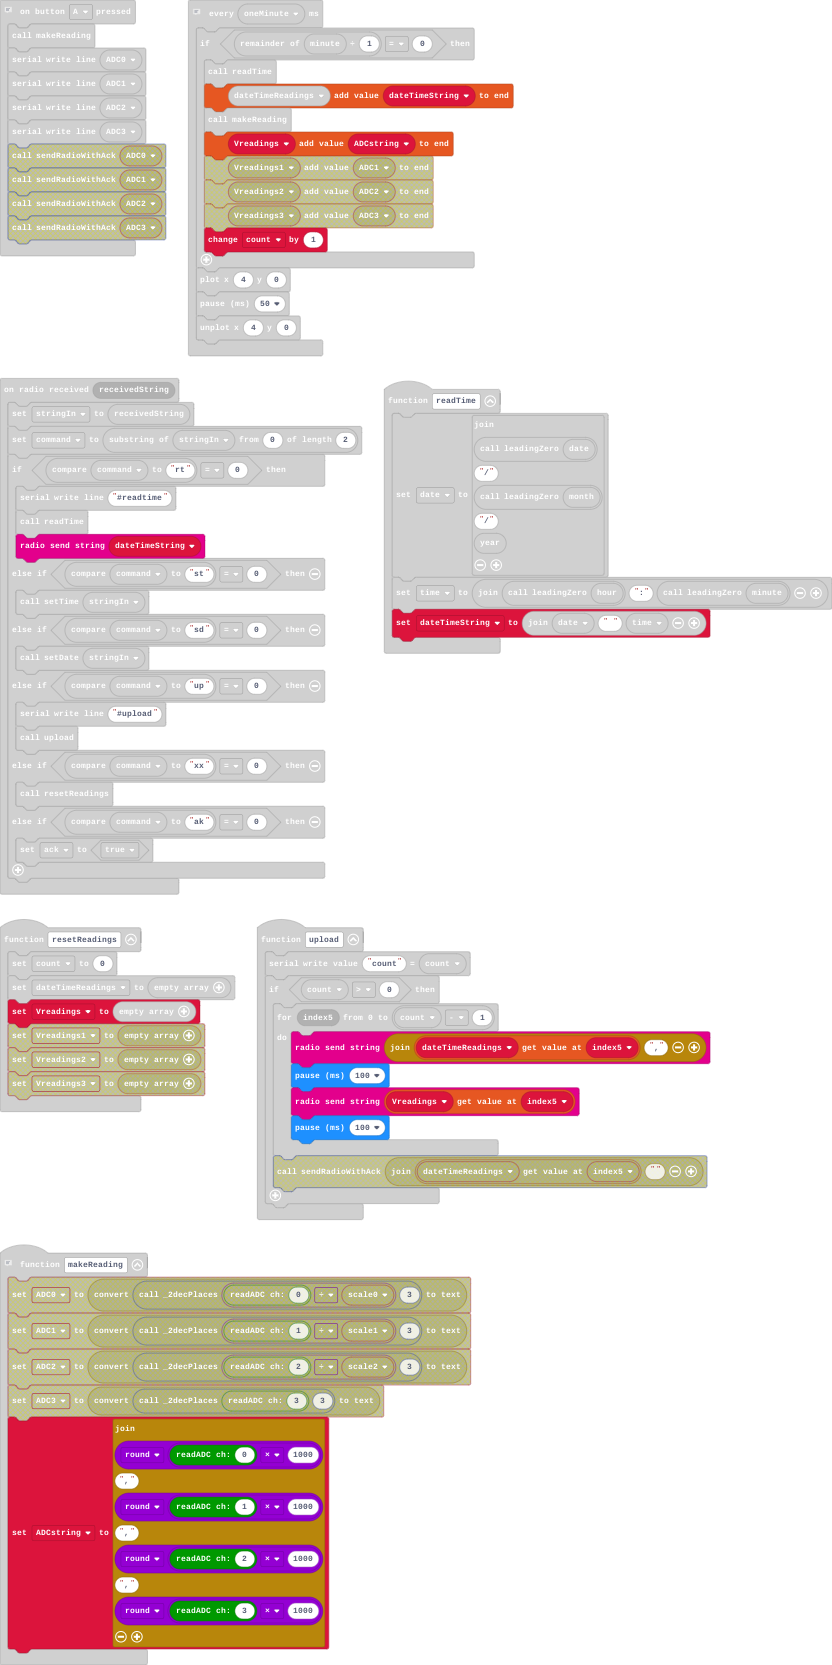 on button A pressed
call makeReading
serial write line ADC0
serial write line ADC1
serial write line ADC2
serial write line ADC3
call sendRadioWithAck ADC0
call sendRadioWithAck ADC1
call sendRadioWithAck ADC2
call sendRadioWithAck ADC3
every oneMinute ms
if remainder of minute ÷ 1 = 0 then
call readTime
dateTimeReadings add value dateTimeString to end
call makeReading
Vreadings add value ADCstring to end
Vreadings1 add value ADC1 to end
Vreadings2 add value ADC2 to end
Vreadings3 add value ADC3 to end
change count by 1
plot x 4 y 0
pause (ms) 50
unplot x 4 y 0
on radio received receivedString
set stringIn to receivedString
set command to substring of stringIn from 0 of length 2
if compare command to "rt" = 0 then
serial write line "#readtime"
call readTime
radio send string dateTimeString
else if compare command to "st" = 0 then
call setTime stringIn
else if compare command to "sd" = 0 then
call setDate stringIn
else if compare command to "up" = 0 then
serial write line "#upload"
call upload
else if compare command to "xx" = 0 then
call resetReadings
else if compare command to "ak" = 0 then
set ack to true
function readTime
join
call leadingZero date
"/"
call leadingZero month
set date to
"/"
year
set time to join call leadingZero hour ":" call leadingZero minute
set dateTimeString to join date " " time
function resetReadings
set count to 0
set dateTimeReadings to empty array
set Vreadings to empty array
set Vreadings1 to empty array
set Vreadings2 to empty array
set Vreadings3 to empty array
function upload
serial write value "count" = count
if count > 0 then
for index5 from 0 to count - 1
do
radio send string join dateTimeReadings get value at index5 ","
pause (ms) 100
radio send string Vreadings get value at index5
pause (ms) 100
call sendRadioWithAck join dateTimeReadings get value at index5 ""
function makeReading
set ADC0 to convert call _2decPlaces readADC ch: 0 ÷ scale0 3 to text
set ADC1 to convert call _2decPlaces readADC ch: 1 ÷ scale1 3 to text
set ADC2 to convert call _2decPlaces readADC ch: 2 ÷ scale2 3 to text
set ADC3 to convert call _2decPlaces readADC ch: 3 3 to text
join
round readADC ch: 0 × 1000
","
round readADC ch: 1 × 1000
set ADCstring to
","
round readADC ch: 2 × 1000
","
round readADC ch: 3 × 1000